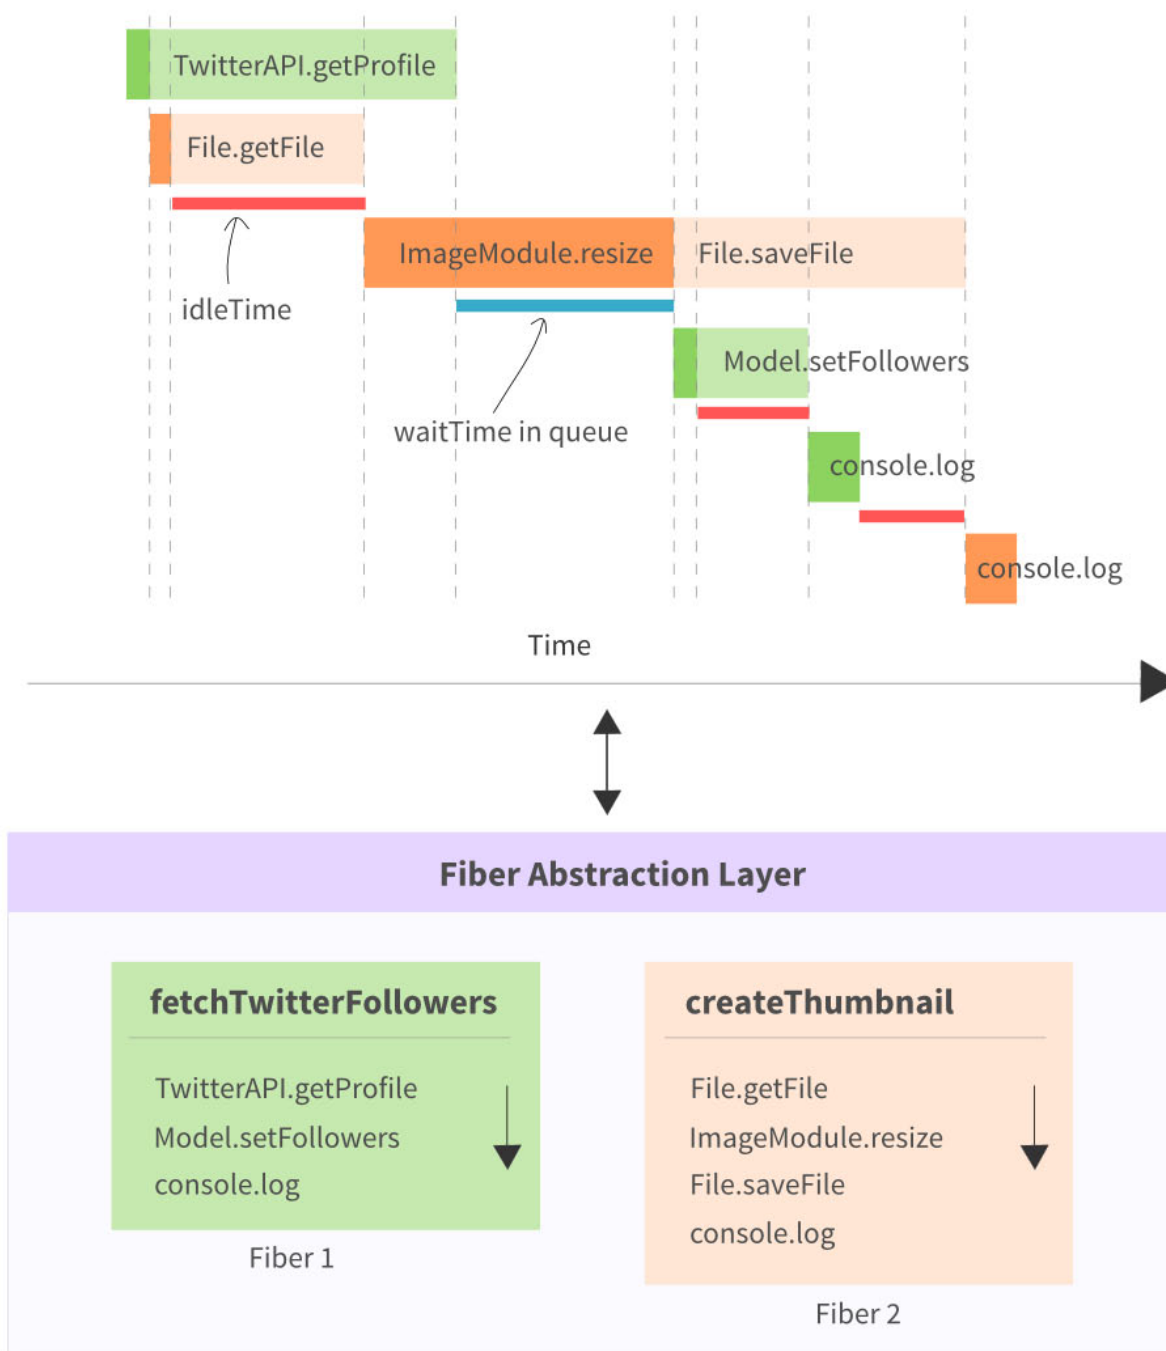 TwitterAPI.getProfile
File.getFile
ImageModule.resize
File.saveFile
idleTime
Model.setFollowers
waitTime in queue
console.log
console.log
Time
Fiber Abstraction Layer
fetchTwitterFollowers
TwitterAPI.getProfile
Model.setFollowers
console.log
Fiber 1
createThumbnail
File.getFile
ImageModule.resize
File.saveFile
console.log
Fiber 2